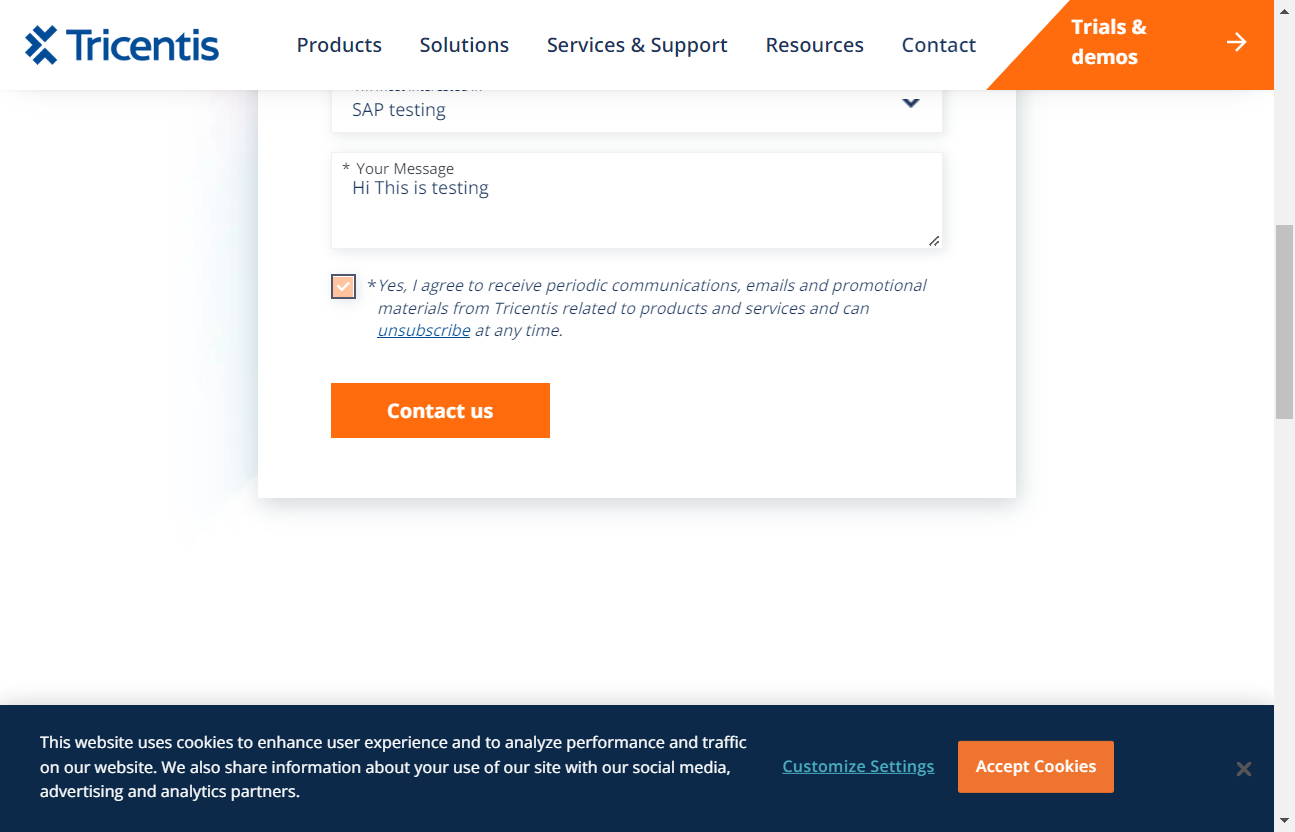 Tricentis
Products Solutions Services & Support Resources Contact
Trials &
demos
SAP testing
* Your Message
Hi This is testing
*Yes, I agree to receive periodic communications, emails and promotional
materials from Tricentis related to products and services and can
unsubscribe at any time.
Contact us
This website uses cookies to enhance user experience and to analyze performance and traffic
on our website. We also share information about your use of our site with our social media,
advertising and analytics partners.
Customize Settings
Accept Cookies